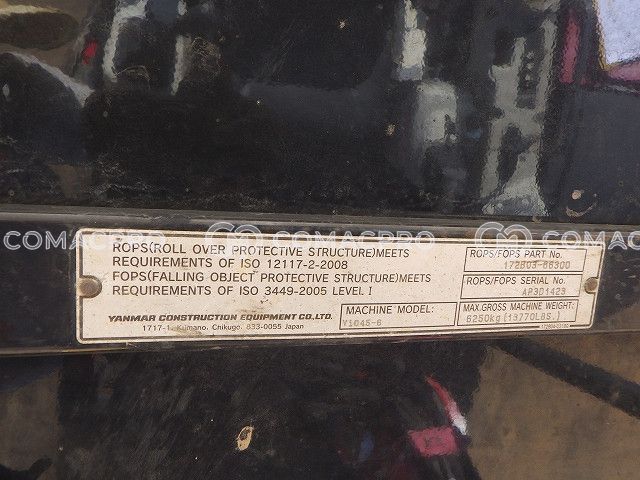 COMACPRO COMACPRO COMACPRO
ROPS(ROLL OVER PROTECTIVE STRUCTURE)MEETS
REQUIREMENTS OF ISO 12117-2-2008
FOPS(FALLING OBJECT PROTECTIVE STRUCTURE)MEETS
REQUIREMENTS OF ISO 3449-2005 LEVEL I
YANMAR CONSTRUCTION EQUIPMENT CO.,LTD.
1717-1, Kumano, Chikugo, 833-0055 Japan
MACHINE MODEL:
ROPS/FOPS PART No.
ROPS/FOPS SERIAL No.
AP3D1423
MAX.GROSS MACHINE WEIGHT:
6250kg(13770LBS.)